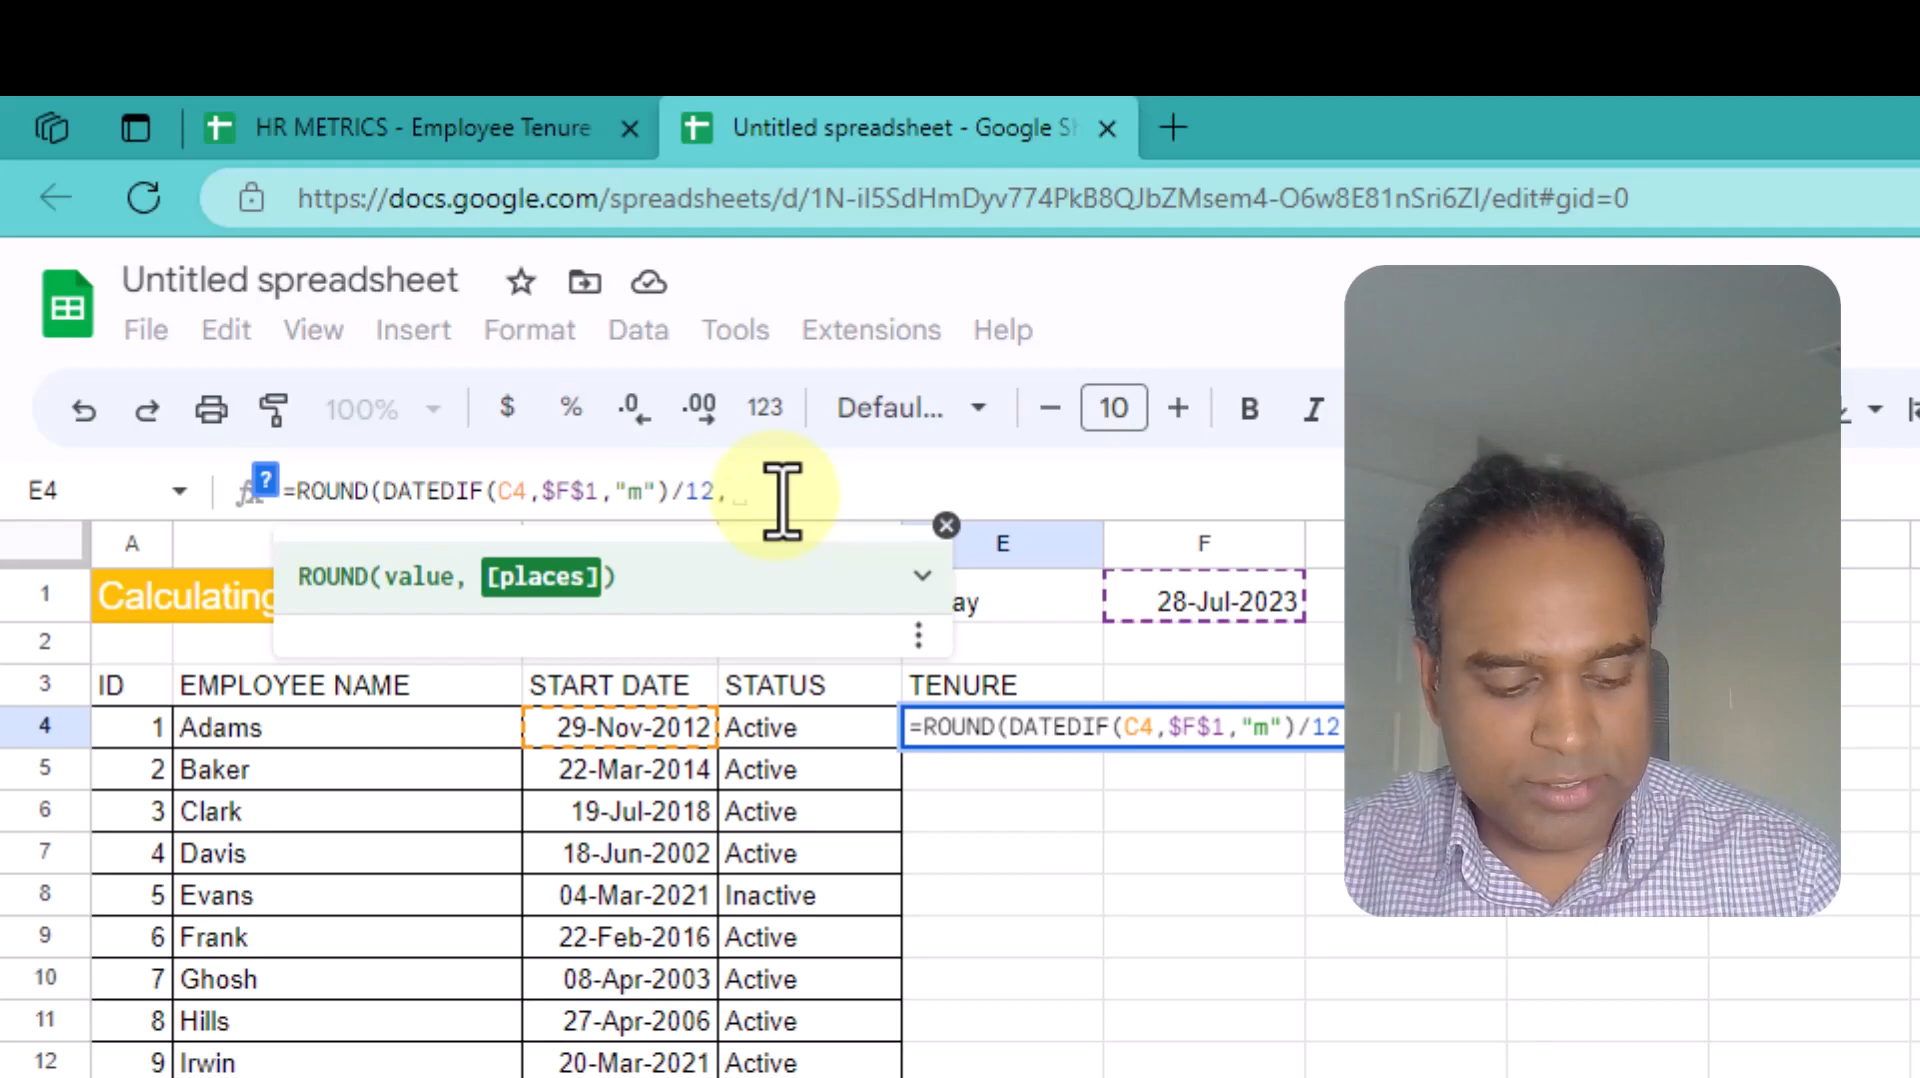 HR METRICS - Employee Tenure
Untitled spreadsheet - Google S
https://docs.google.com/spreadsheets/d/1N-il5SdHmDyv774PkB8QJbZMsem4-O6w8E81nSri6ZI/edit#gid=0
Untitled spreadsheet
File Edit View Insert Format Data Tools Extensions Help
100% $ % .0 .00 123 Defaul... − 10 + B I
E4 =ROUND(DATEDIF(C4,$F$1,"m")/12,
A E F
ROUND(value, [places])
1 Calculating ay 28-Jul-2023
2
3 ID EMPLOYEE NAME START DATE STATUS TENURE
4 1 Adams 29-Nov-2012 Active =ROUND(DATEDIF(C4,$F$1,"m")/12
5 2 Baker 22-Mar-2014 Active
6 3 Clark 19-Jul-2018 Active
7 4 Davis 18-Jun-2002 Active
8 5 Evans 04-Mar-2021 Inactive
9 6 Frank 22-Feb-2016 Active
10 7 Ghosh 08-Apr-2003 Active
11 8 Hills 27-Apr-2006 Active
12 9 Irwin 20-Mar-2021 Active